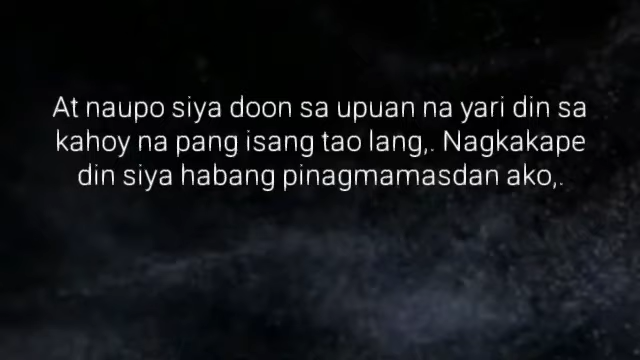 At naupo siya doon sa upuan na yari din sa
kahoy na pang isang tao lang,. Nagkakape
din siya habang pinagmamasdan ako,.